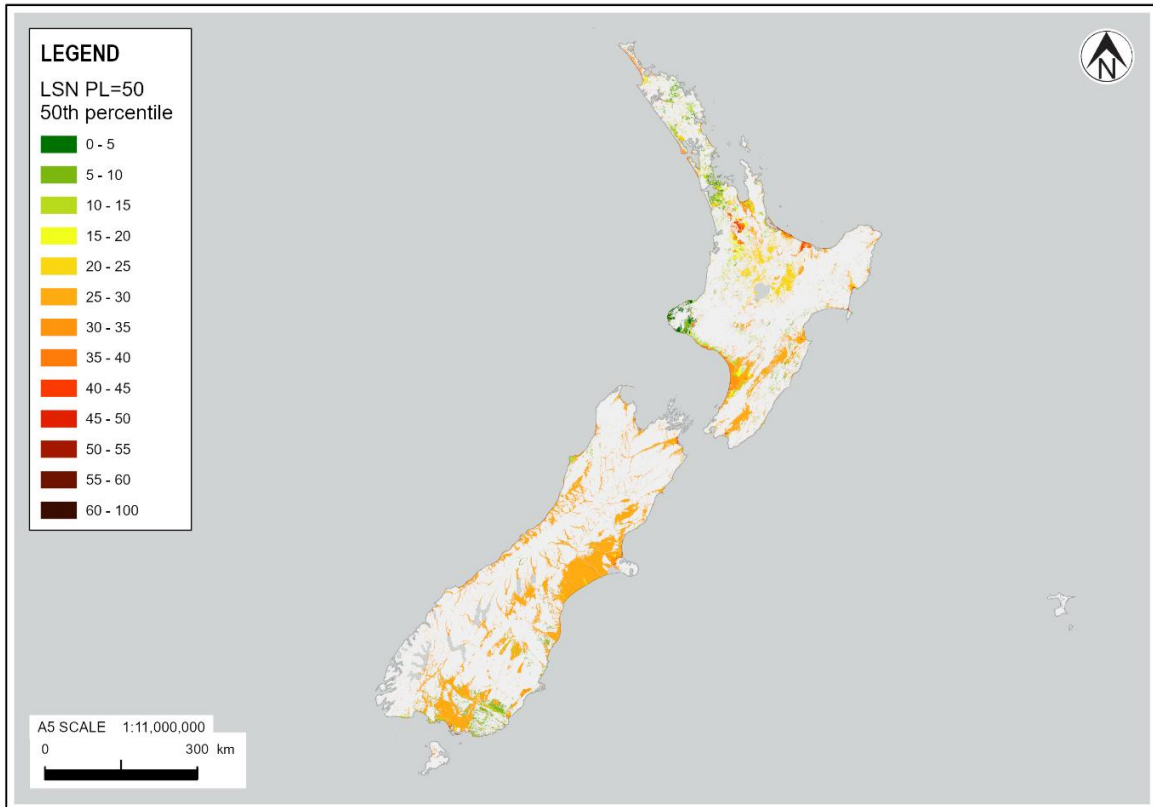 LEGEND
LSN PL=50
50th percentile
0 - 5
5 - 10
10 - 15
15 - 20
20 - 25
25 - 30
30 - 35
35 - 40
40 - 45
45 - 50
50 - 55
55 - 60
60 - 100
N
A5 SCALE 1:11,000,000
0 300 km